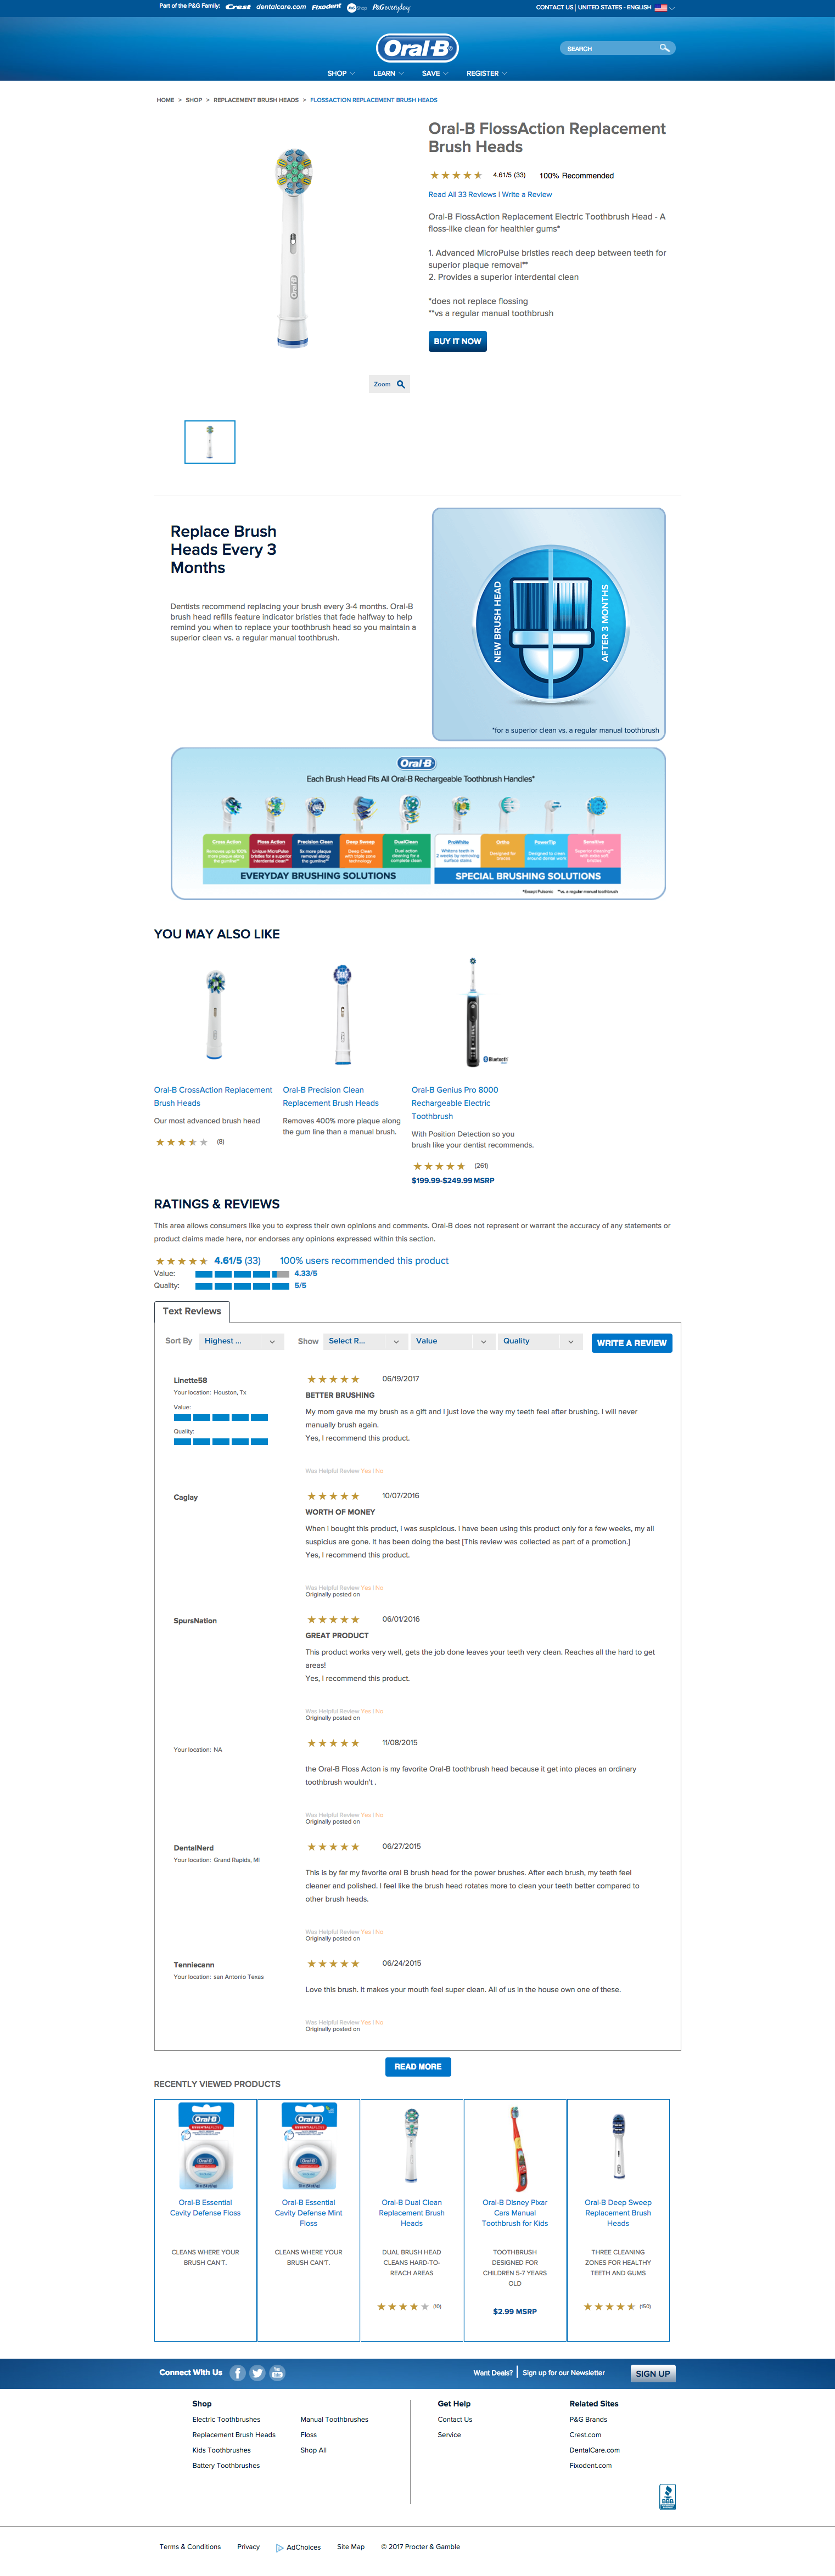 Part of the P&G Family: Crest dentalcare.com Fixodent P&G Shop P&Geveryday
CONTACT US | UNITED STATES - ENGLISH
Oral-B
SEARCH
SHOP LEARN SAVE REGISTER
HOME > SHOP > REPLACEMENT BRUSH HEADS > FLOSSACTION REPLACEMENT BRUSH HEADS
Oral-B FlossAction Replacement
Brush Heads
4.61/5 (33) 100% Recommended
Read All 33 Reviews | Write a Review
Oral-B FlossAction Replacement Electric Toothbrush Head - A
floss-like clean for healthier gums*
1. Advanced MicroPulse bristles reach deep between teeth for
superior plaque removal**
2. Provides a superior interdental clean
*does not replace flossing
**vs a regular manual toothbrush
BUY IT NOW
Zoom
Replace Brush
Heads Every 3
Months
Dentists recommend replacing your brush every 3-4 months. Oral-B
brush head refills feature indicator bristles that fade halfway to help
remind you when to replace your toothbrush head so you maintain a
superior clean vs. a regular manual toothbrush.
NEW BRUSH HEAD
AFTER 3 MONTHS
*for a superior clean vs. a regular manual toothbrush
Oral-B
Each Brush Head Fits All Oral-B Rechargeable Toothbrush Handles*
Cross Action Floss Action Precision Clean Deep Sweep DualClean ProWhite Ortho PowerTip Sensitive
EVERYDAY BRUSHING SOLUTIONS
SPECIAL BRUSHING SOLUTIONS
*Except Pulsonic **vs. a regular manual toothbrush
YOU MAY ALSO LIKE
Bluetooth
Oral-B CrossAction Replacement
Brush Heads
Our most advanced brush head
(8)
Oral-B Precision Clean
Replacement Brush Heads
Removes 400% more plaque along
the gum line than a manual brush.
Oral-B Genius Pro 8000
Rechargeable Electric
Toothbrush
With Position Detection so you
brush like your dentist recommends.
(261)
$199.99-$249.99 MSRP
RATINGS & REVIEWS
This area allows consumers like you to express their own opinions and comments. Oral-B does not represent or warrant the accuracy of any statements or
product claims made here, nor endorses any opinions expressed within this section.
4.61/5 (33) 100% users recommended this product
Value: 4.33/5
Quality: 5/5
Text Reviews
Sort By Highest ... Show Select R... Value Quality WRITE A REVIEW
Linette58
Your location: Houston, Tx
Value:
Quality:
06/19/2017
BETTER BRUSHING
My mom gave me my brush as a gift and I just love the way my teeth feel after brushing. I will never
manually brush again.
Yes, I recommend this product.
Was Helpful Review Yes | No
Caglay
10/07/2016
WORTH OF MONEY
When i bought this product, i was suspicious. i have been using this product only for a few weeks, my all
suspicius are gone. It has been doing the best [This review was collected as part of a promotion.]
Yes, I recommend this product.
Was Helpful Review Yes | No
Originally posted on
SpursNation
06/01/2016
GREAT PRODUCT
This product works very well, gets the job done leaves your teeth very clean. Reaches all the hard to get
areas!
Yes, I recommend this product.
Was Helpful Review Yes | No
Originally posted on
Your location: NA
11/08/2015
the Oral-B Floss Acton is my favorite Oral-B toothbrush head because it get into places an ordinary
toothbrush wouldn't .
Was Helpful Review Yes | No
Originally posted on
DentalNerd
Your location: Grand Rapids, MI
06/27/2015
This is by far my favorite oral B brush head for the power brushes. After each brush, my teeth feel
cleaner and polished. I feel like the brush head rotates more to clean your teeth better compared to
other brush heads.
Was Helpful Review Yes | No
Originally posted on
Tenniecann
Your location: san Antonio Texas
06/24/2015
Love this brush. It makes your mouth feel super clean. All of us in the house own one of these.
Was Helpful Review Yes | No
Originally posted on
READ MORE
RECENTLY VIEWED PRODUCTS
Oral-B
Oral-B
Oral-B Essential
Cavity Defense Floss
CLEANS WHERE YOUR
BRUSH CAN'T.
Oral-B Essential
Cavity Defense Mint
Floss
CLEANS WHERE YOUR
BRUSH CAN'T.
Oral-B Dual Clean
Replacement Brush
Heads
DUAL BRUSH HEAD
CLEANS HARD-TO-
REACH AREAS
(10)
Oral-B Disney Pixar
Cars Manual
Toothbrush for Kids
TOOTHBRUSH
DESIGNED FOR
CHILDREN 5-7 YEARS
OLD
$2.99 MSRP
Oral-B Deep Sweep
Replacement Brush
Heads
THREE CLEANING
ZONES FOR HEALTHY
TEETH AND GUMS
(150)
Connect With Us
Want Deals? | Sign up for our Newsletter SIGN UP
Shop
Electric Toothbrushes
Replacement Brush Heads
Kids Toothbrushes
Battery Toothbrushes
Manual Toothbrushes
Floss
Shop All
Get Help
Contact Us
Service
Related Sites
P&G Brands
Crest.com
DentalCare.com
Fixodent.com
BBB
Terms & Conditions Privacy AdChoices Site Map © 2017 Procter & Gamble